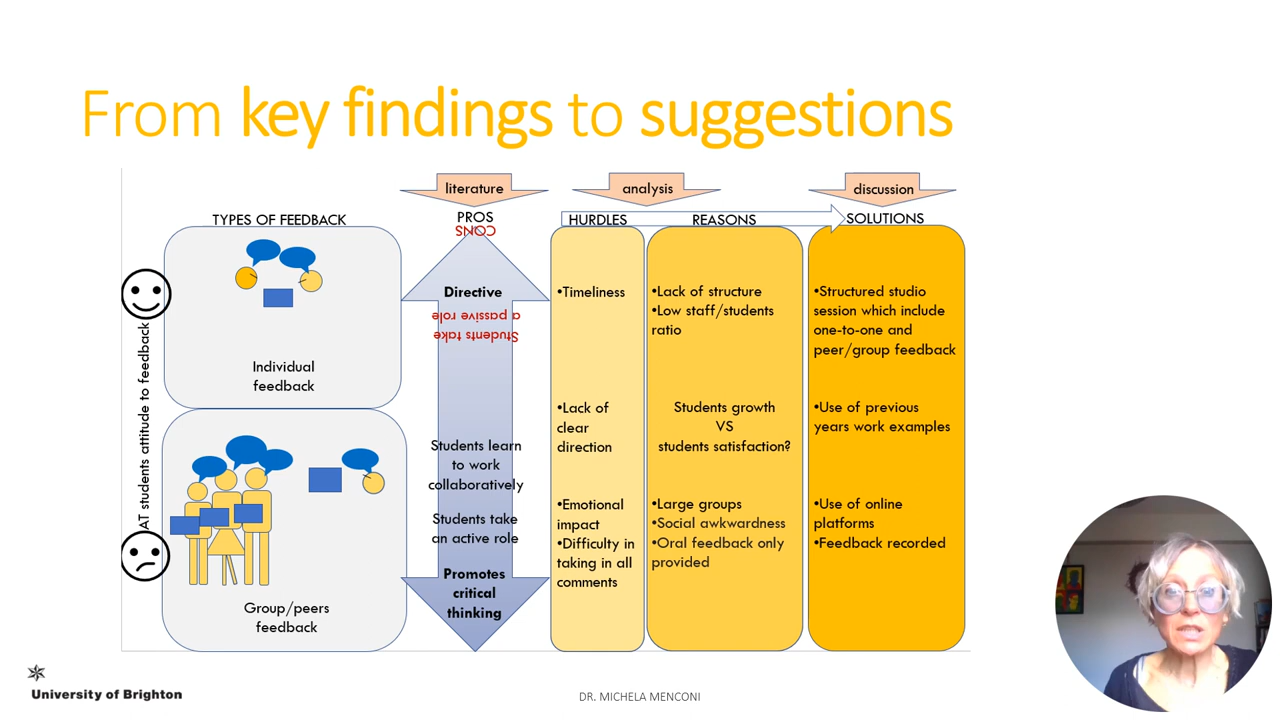 From key findings to suggestions
literature
analysis
discussion
TYPES OF FEEDBACK
PROS
CONS
HURDLES
REASONS
SOLUTIONS
AT students attitude to feedback
Individual
feedback
Directive
Students take
a passive role
•Timeliness
•Lack of structure
•Low staff/students
ratio
•Structured studio
session which include
one-to-one and
peer/group feedback
•Lack of
clear
direction
Students growth
VS
students satisfaction?
•Use of previous
years work examples
Group/peers
feedback
Students learn
to work
collaboratively
Students take
an active role
Promotes
critical
thinking
•Emotional
impact
•Difficulty in
taking in all
comments
•Large groups
•Social awkwardness
•Oral feedback only
provided
•Use of online
platforms
•Feedback recorded
University of Brighton
DR. MICHELA MENCONI